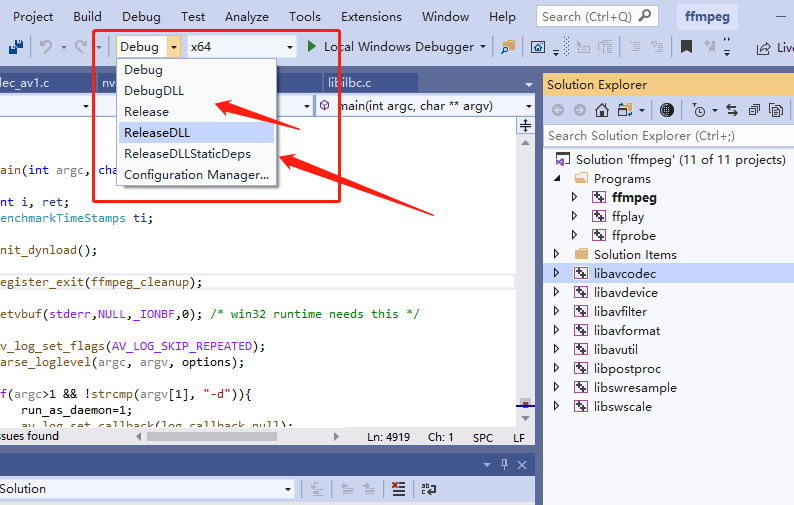 Project Build Debug Test Analyze Tools Extensions Window Help Search (Ctrl+Q) ffmpeg
Debug x64 Local Windows Debugger Live
Debug
DebugDLL
Release
ReleaseDLL
ReleaseDLLStaticDeps
Configuration Manager...
dec_av1.c nv libilbc.c
main(int argc, char ** argv)
ain(int argc, cha
int i, ret;
enchmarkTimeStamps ti;
nit_dynload();
egister_exit(ffmpeg_cleanup);
etvbuf(stderr,NULL,_IONBF,0); /* win32 runtime needs this */
v_log_set_flags(AV_LOG_SKIP_REPEATED);
arse_loglevel(argc, argv, options);
f(argc>1 && !strcmp(argv[1], "-d")){
run_as_daemon=1;
av_log_set_callback(log_callback_null);
ssues found Ln: 4919 Ch: 1 SPC LF
Solution
Solution Explorer
Search Solution Explorer (Ctrl+;)
Solution 'ffmpeg' (11 of 11 projects)
Programs
ffmpeg
ffplay
ffprobe
Solution Items
libavcodec
libavdevice
libavfilter
libavformat
libavutil
libpostproc
libswresample
libswscale